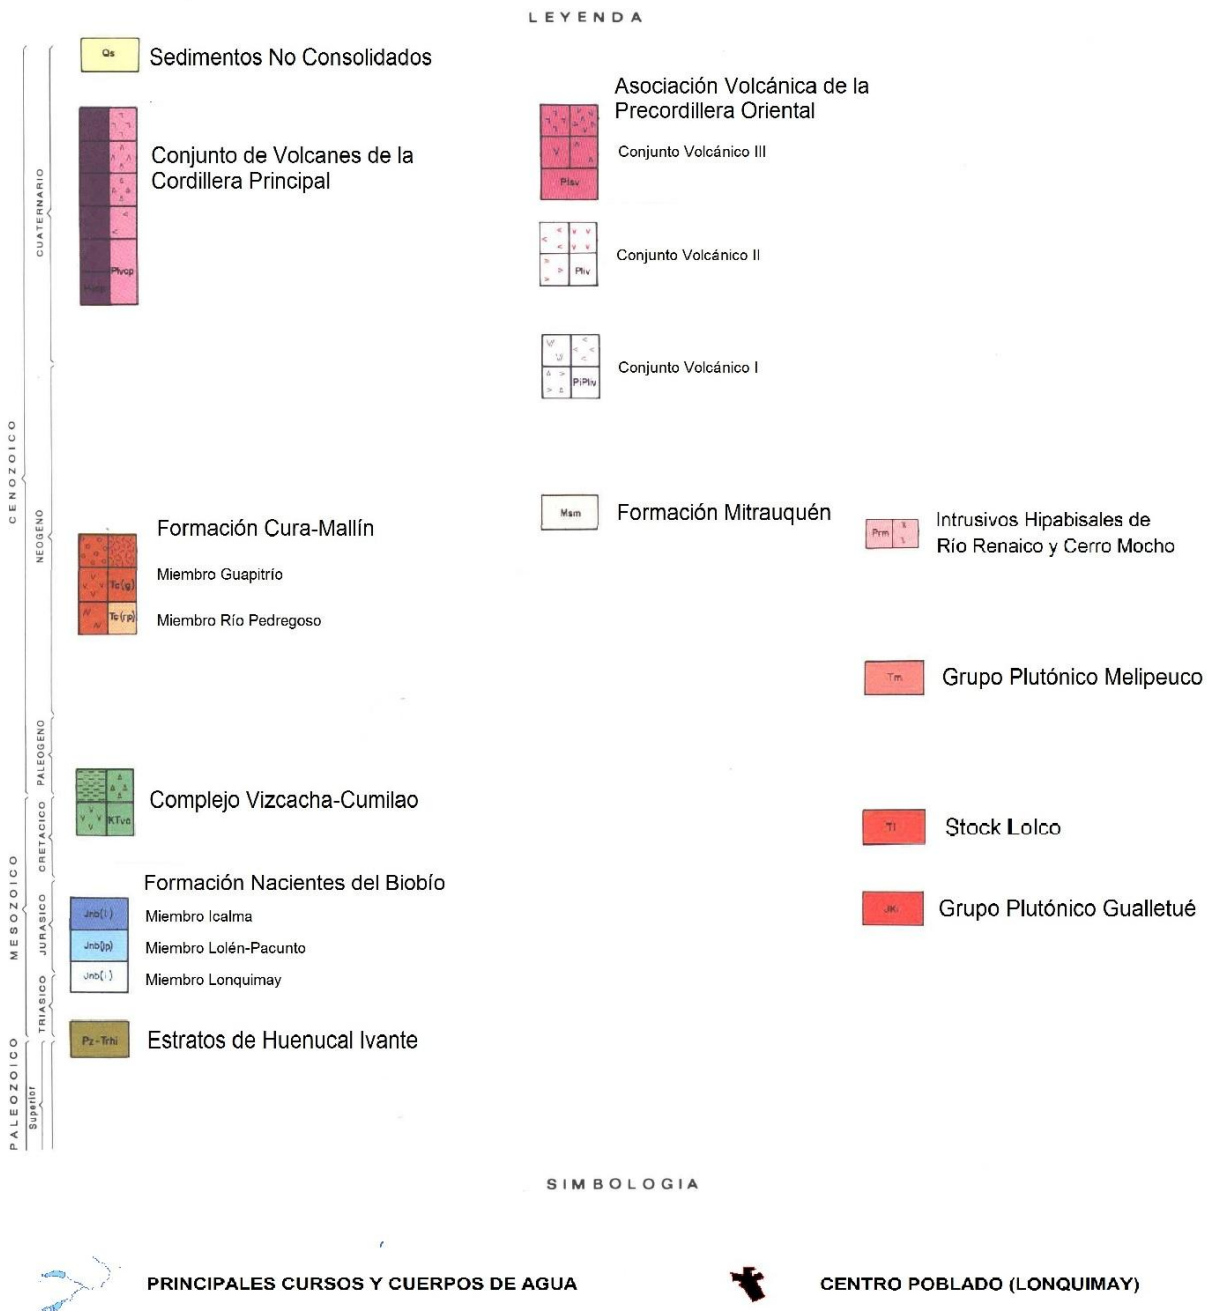 LEYENDA
Qs
Sedimentos No Consolidados
Conjunto de Volcanes de la
Cordillera Principal
Plvcp
Asociación Volcánica de la
Precordillera Oriental
Conjunto Volcánico III
Plsv
Conjunto Volcánico II
Pliv
Conjunto Volcánico I
PiPliv
Formación Mitrauquén
Msm
Formación Cura-Mallín
Miembro Guapitrío
Tc(g)
Miembro Río Pedregoso
Tc(rp)
Intrusivos Hipabisales de
Río Renaico y Cerro Mocho
Prm
Grupo Plutónico Melipeuco
Tm
Complejo Vizcacha-Cumilao
KTvc
Stock Lolco
Tl
Formación Nacientes del Biobío
Miembro Icalma
Jnb(i)
Miembro Lolén-Pacunto
Jnb(lp)
Miembro Lonquimay
Grupo Plutónico Gualletué
Estratos de Huenucal Ivante
Pz-Trhi
CENOZOICO
MESOZOICO
PALEOZOICO
CUATERNARIO
NEOGENO
PALEOGENO
CRETACICO
JURASICO
TRIASICO
Superior
SIMBOLOGIA
PRINCIPALES CURSOS Y CUERPOS DE AGUA
CENTRO POBLADO (LONQUIMAY)